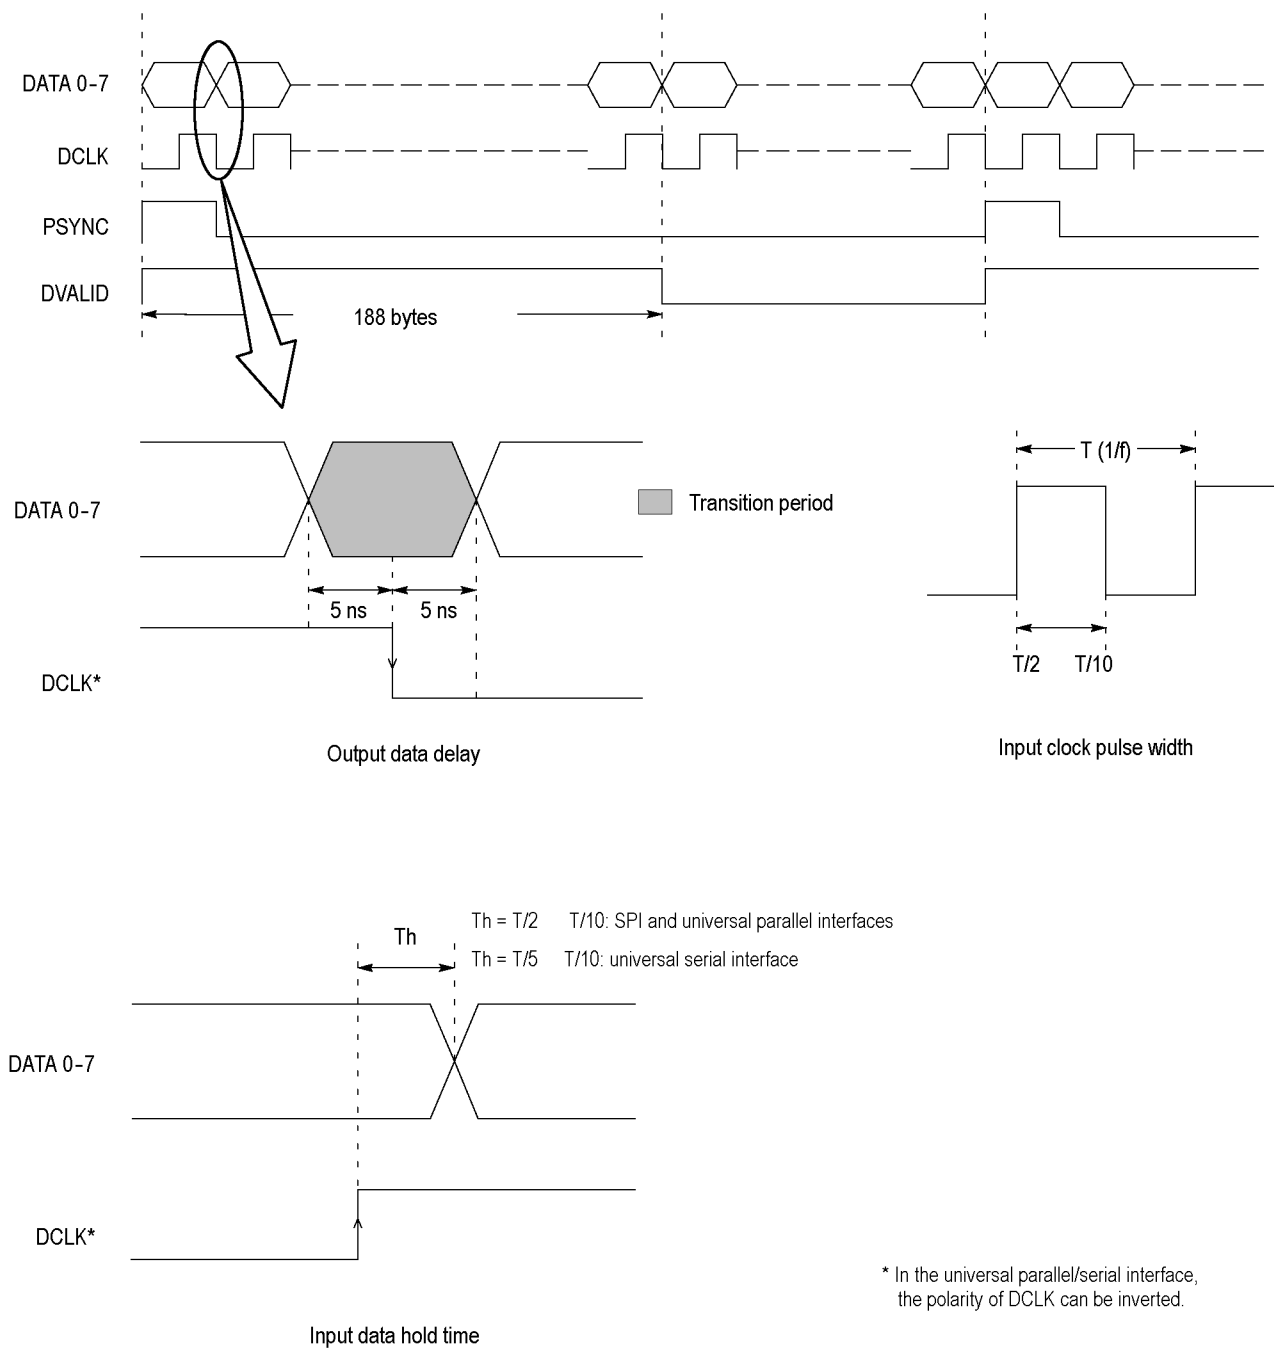 DATA 0-7
DCLK
PSYNC
DVALID
188 bytes
DATA 0-7
5 ns
5 ns
DCLK*
Output data delay
Transition period
T (1/f)
T/2
T/10
Input clock pulse width
Th
Th = T/2 T/10: SPI and universal parallel interfaces
Th = T/5 T/10: universal serial interface
DATA 0-7
DCLK*
Input data hold time
* In the universal parallel/serial interface,
the polarity of DCLK can be inverted.